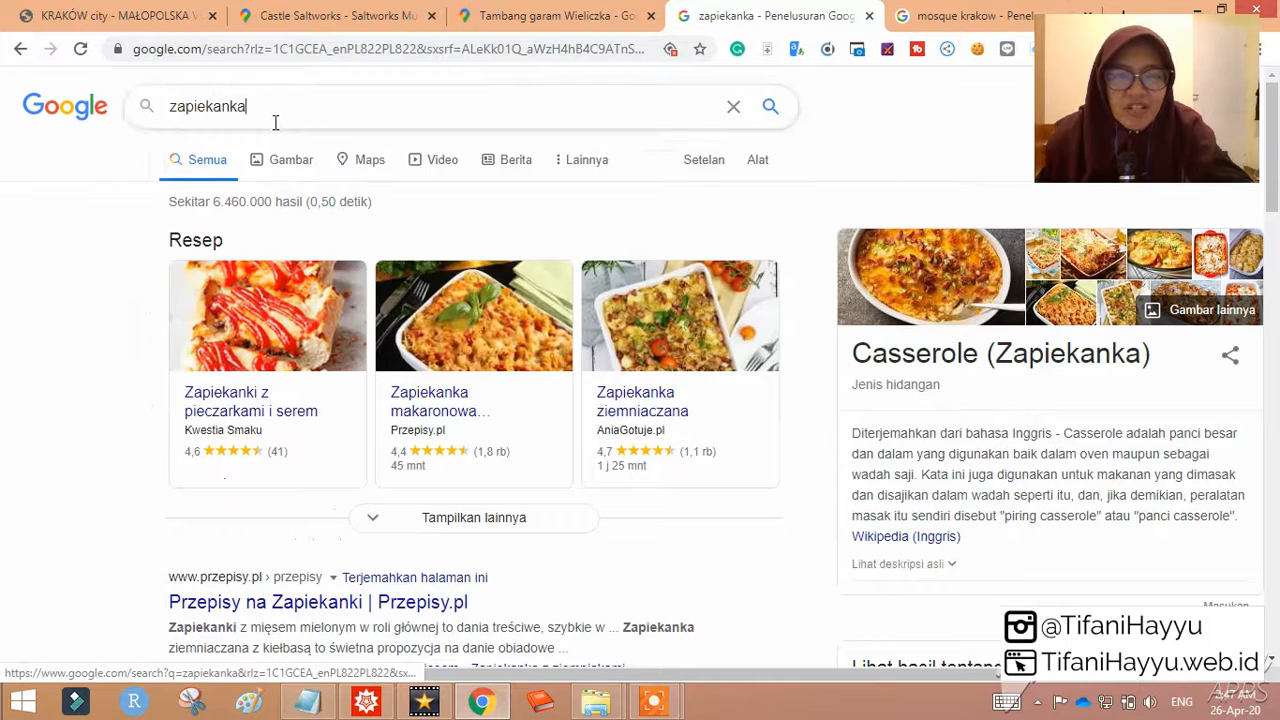 KRAKÓW city - MAŁOPOLSKA V
Castle Saltworks - Saltworks Mu
Tambang garam Wieliczka - Go
zapiekanka - Penelusuran Goog
mosque krakow - Penel
google.com/search?rlz=1C1GCEA_enPL822PL822&sxsrf=ALeKk01Q_aWzH4hB4C9ATnS...
Google
zapiekanka
Semua
Gambar
Maps
Video
Berita
Lainnya
Setelan
Alat
Sekitar 6.460.000 hasil (0,50 detik)
Resep
Zapiekanki z
pieczarkami i serem
Kwestia Smaku
4,6 (41)
Zapiekanka
makaronowa...
Przepisy.pl
4,4 (1,8 rb)
45 mnt
Zapiekanka
ziemniaczana
AniaGotuje.pl
4,7 (1,1 rb)
1 j 25 mnt
Tampilkan lainnya
www.przepisy.pl › przepisy Terjemahkan halaman ini
Przepisy na Zapiekanki | Przepisy.pl
Zapiekanki z mięsem mielonym w roli głównej to dania treściwe, szybkie w ... Zapiekanka
ziemniaczana z kiełbasą to świetna propozycja na danie obiadowe ...
Gambar lainnya
Casserole (Zapiekanka)
Jenis hidangan
Diterjemahkan dari bahasa Inggris - Casserole adalah panci besar
dan dalam yang digunakan baik dalam oven maupun sebagai
wadah saji. Kata ini juga digunakan untuk makanan yang dimasak
dan disajikan dalam wadah seperti itu, dan, jika demikian, peralatan
masak itu sendiri disebut "piring casserole" atau "panci casserole".
Wikipedia (Inggris)
Lihat deskripsi asli
Masukan
Lihat hasil tentang
@TifaniHayyu
TifaniHayyu.web.id
https://www.google.com/search?q=zapiekanka&rlz=1C1GCEA_enPL822PL822&sxs...
ENG
26-Apr-20